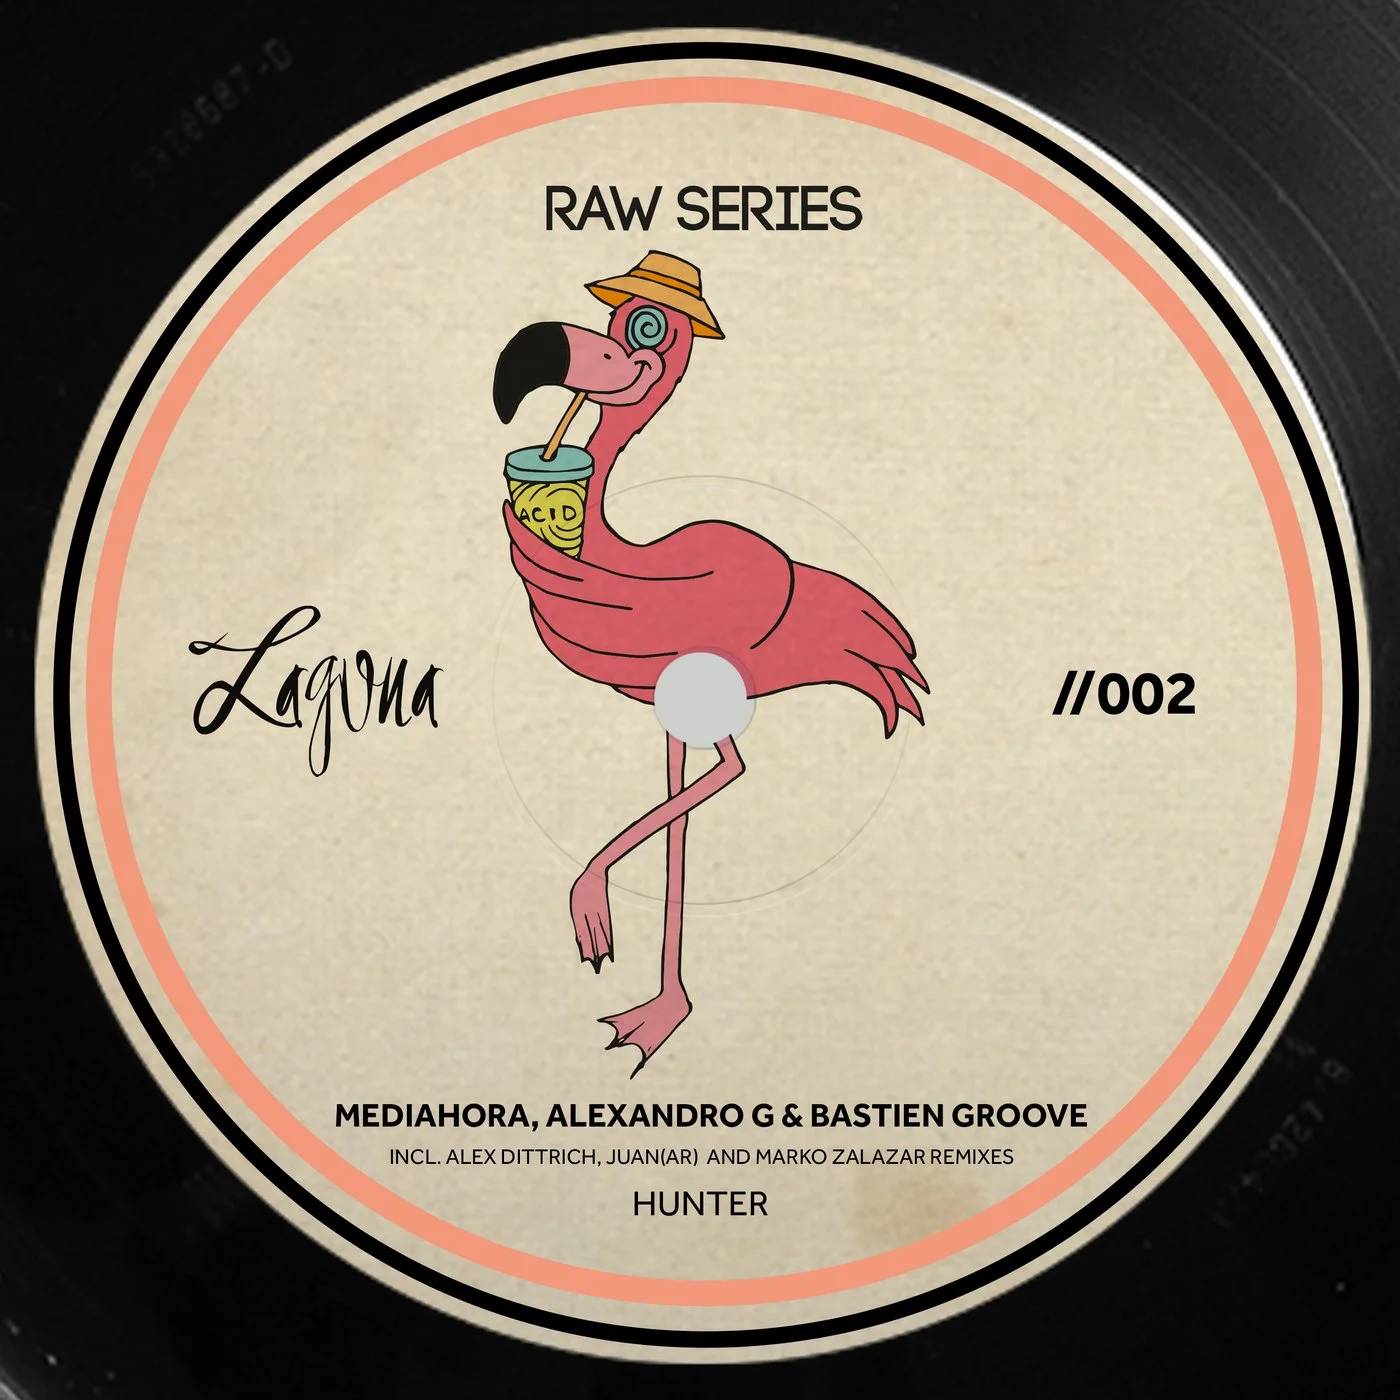 RAW SERIES
ACID
Laguna
//002
MEDIAHORA, ALEXANDRO G & BASTIEN GROOVE
INCL. ALEX DITTRICH, JUAN(AR) AND MARKO ZALAZAR REMIXES
HUNTER